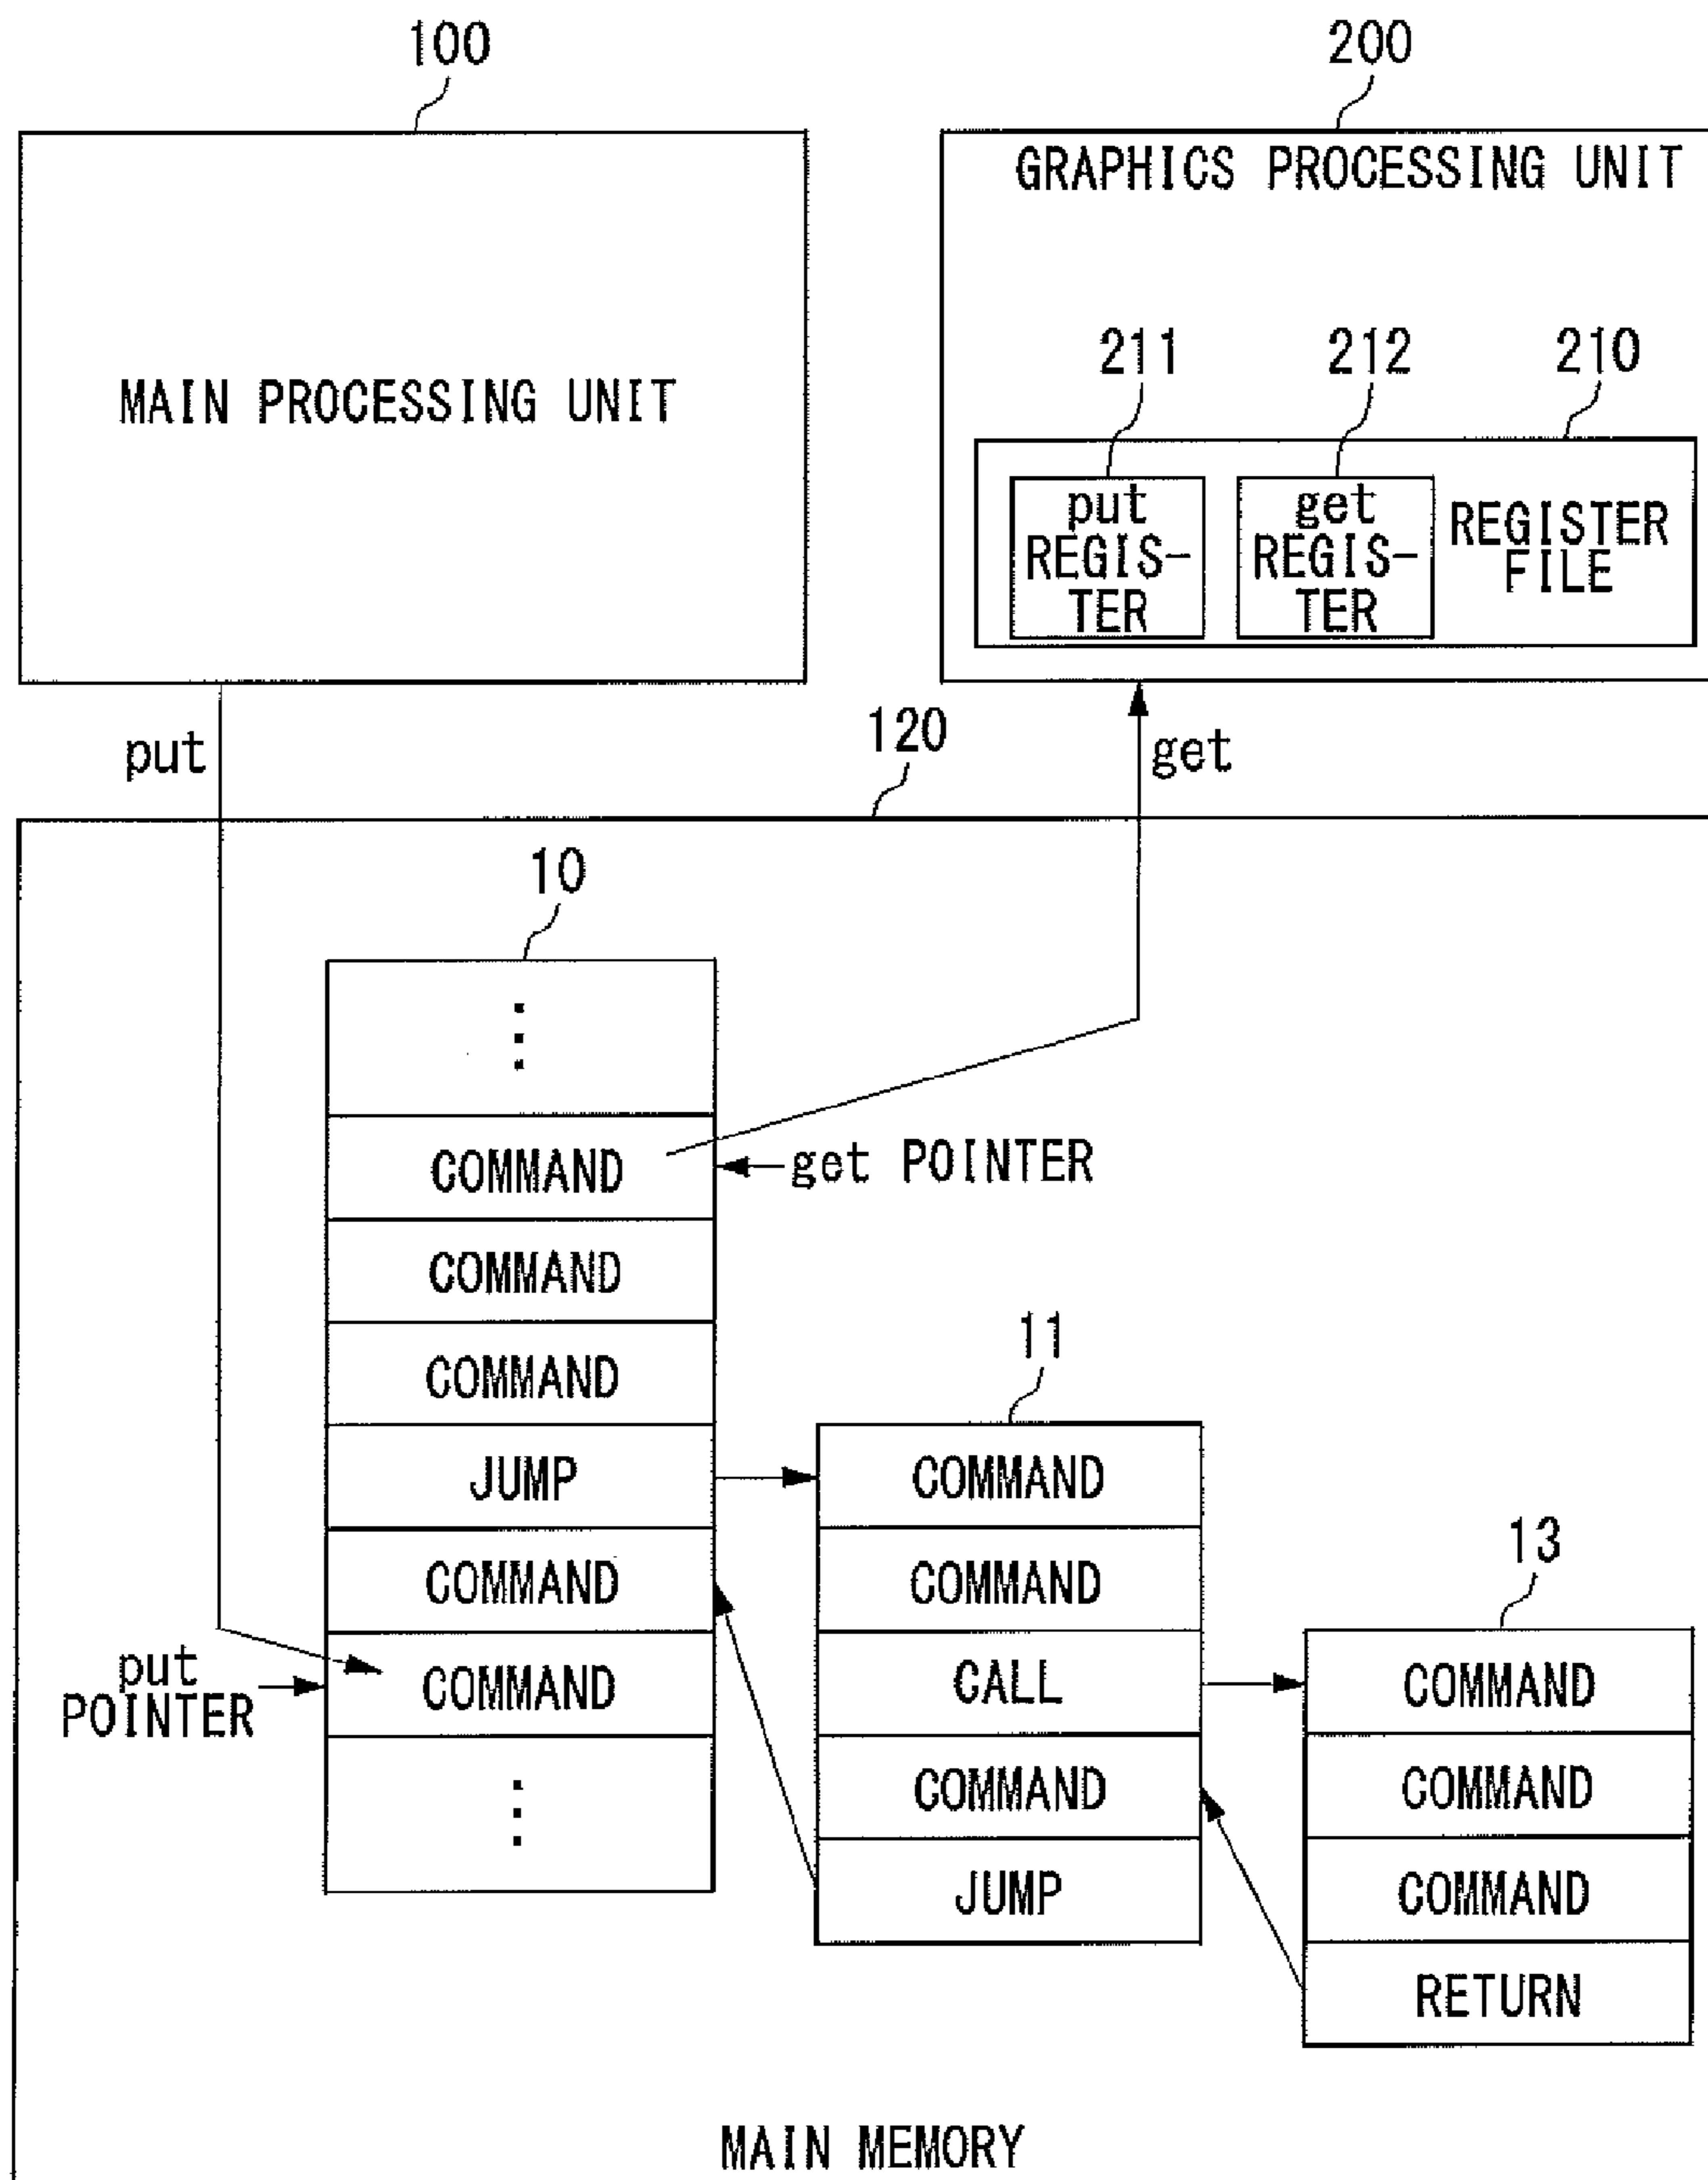 100
200
MAIN PROCESSING UNIT
GRAPHICS PROCESSING UNIT
211
212
210
put
REGIS-
TER
get
REGIS-
TER
REGISTER
FILE
put
get
120
10
COMMAND
get POINTER
COMMAND
COMMAND
JUMP
COMMAND
COMMAND
put
POINTER
11
COMMAND
COMMAND
CALL
COMMAND
JUMP
13
COMMAND
COMMAND
COMMAND
RETURN
MAIN MEMORY